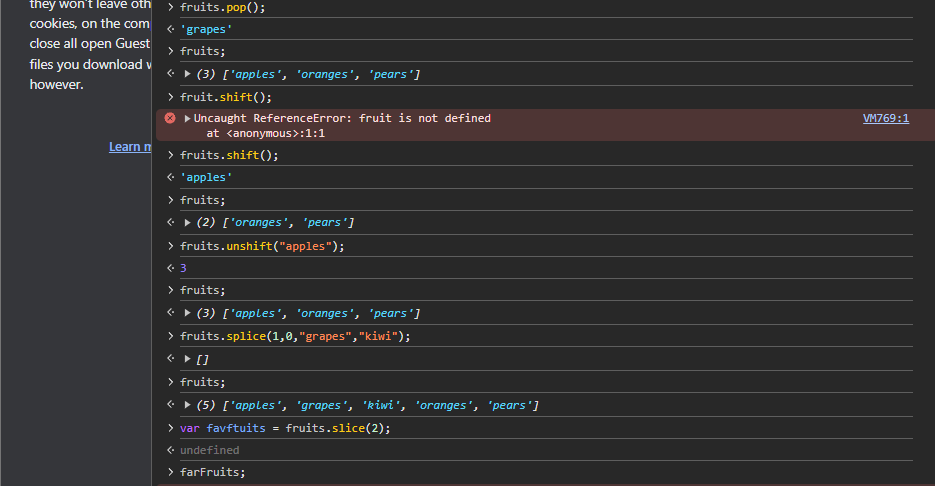 they won't leave oth
cookies, on the com
close all open Guest
files you download w
however.
Learn m
> fruits.pop();
<· 'grapes'
> fruits;
<· ▶ (3) ['apples', 'oranges', 'pears']
> fruit.shift();
▶ Uncaught ReferenceError: fruit is not defined VM769:1
at <anonymous>:1:1
> fruits.shift();
<· 'apples'
> fruits;
<· ▶ (2) ['oranges', 'pears']
> fruits.unshift("apples");
<· 3
> fruits;
<· ▶ (3) ['apples', 'oranges', 'pears']
> fruits.splice(1,0,"grapes","kiwi");
<· ▶ []
> fruits;
<· ▶ (5) ['apples', 'grapes', 'kiwi', 'oranges', 'pears']
> var favftuits = fruits.slice(2);
<· undefined
> farFruits;